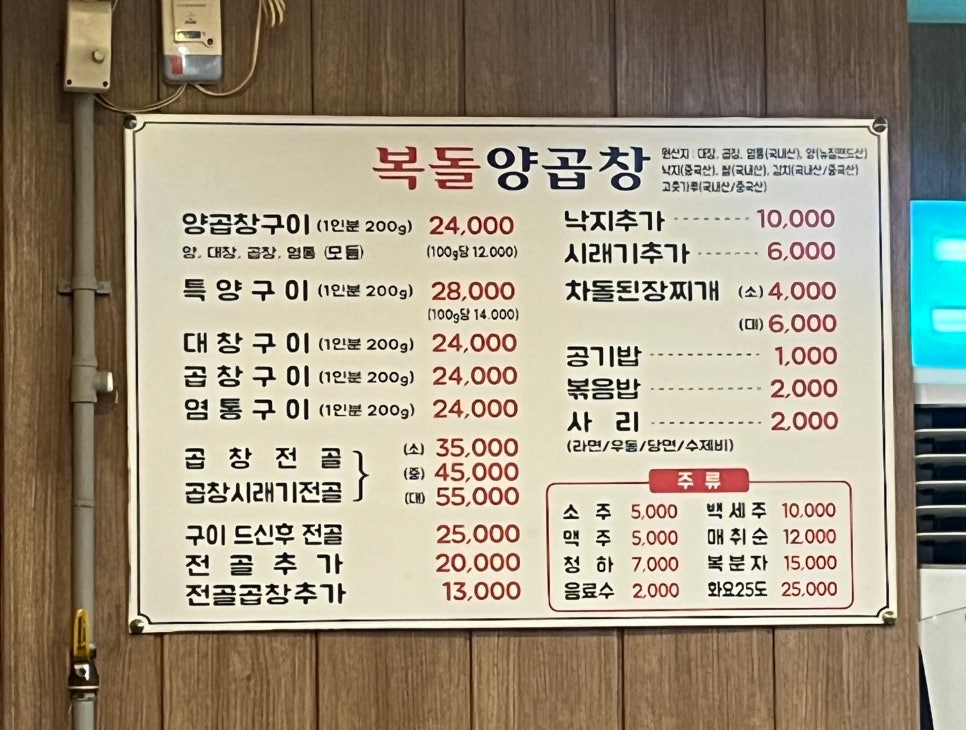 복돌양곱창
원산지 : 대창, 곱창, 염통(국내산), 양(뉴질랜드산)
낙지(중국산), 쌀(국내산), 김치(국내산/중국산)
고춧가루(국내산/중국산)
양곱창구이 (1인분 200g) 24,000
양, 대창, 곱창, 염통 (모듬) (100g당 12.000)
특양구이 (1인분 200g) 28,000
(100g당 14.000)
대창구이 (1인분 200g) 24,000
곱창구이 (1인분 200g) 24,000
염통구이 (1인분 200g) 24,000
곱창전골
곱창시래기전골
(소) 35,000
(중) 45,000
(대) 55,000
구이 드신후 전골 25,000
전골추가 20,000
전골곱창추가 13,000
낙지추가 10,000
시래기추가 6,000
차돌된장찌개 (소) 4,000
(대) 6,000
공기밥 1,000
볶음밥 2,000
사리 2,000
(라면/우동/당면/수제비)
주류
소주 5,000
맥주 5,000
청하 7,000
음료수 2,000
백세주 10,000
매취순 12,000
복분자 15,000
화요25도 25,000